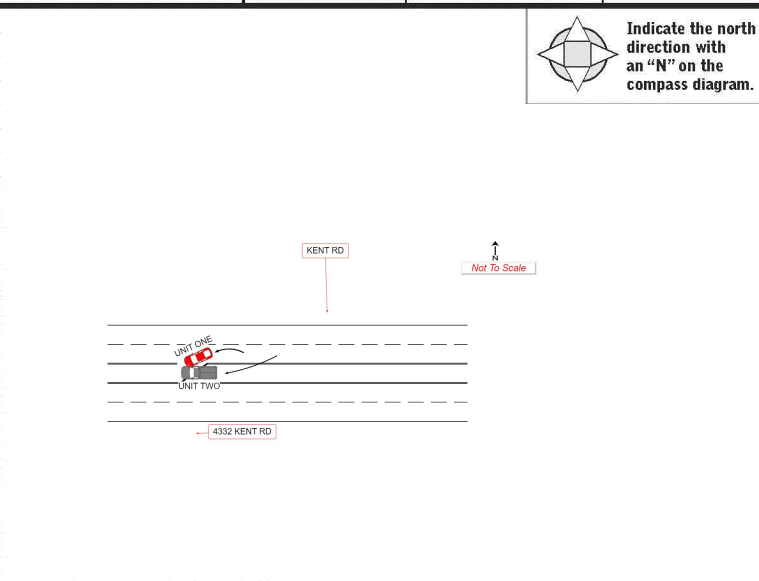 Indicate the north
direction with
an “N” on the
compass diagram.
KENT RD
N
Not To Scale
UNIT ONE
UNIT TWO
4332 KENT RD